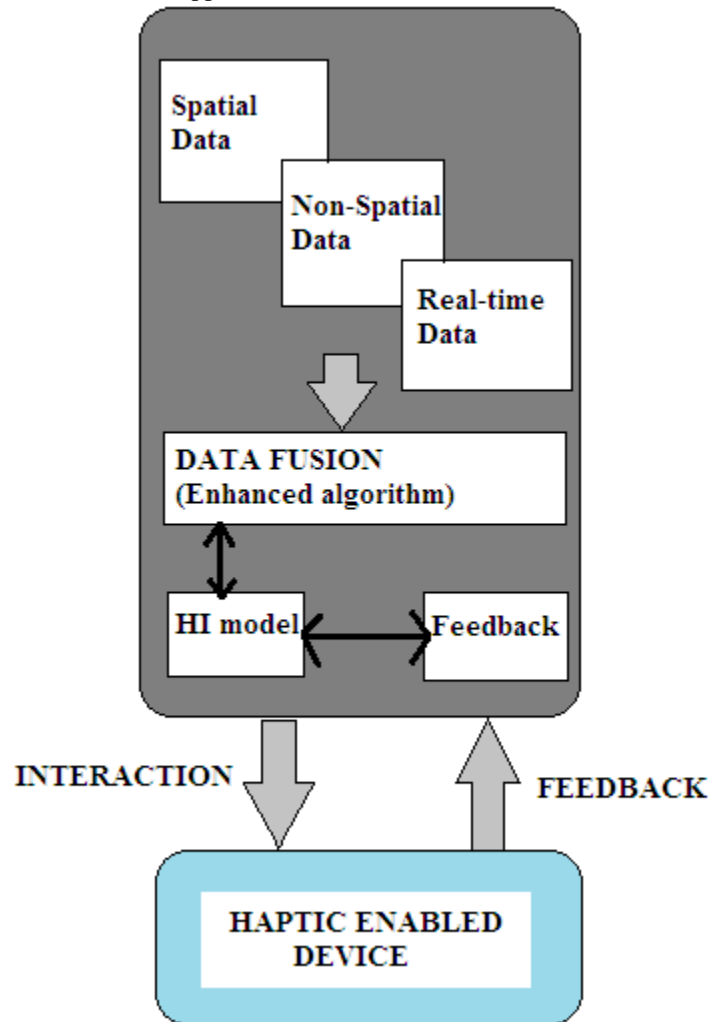 Spatial
Data
Non-Spatial
Data
Real-time
Data
DATA FUSION
(Enhanced algorithm)
HI model
Feedback
INTERACTION
FEEDBACK
HAPTIC ENABLED
DEVICE